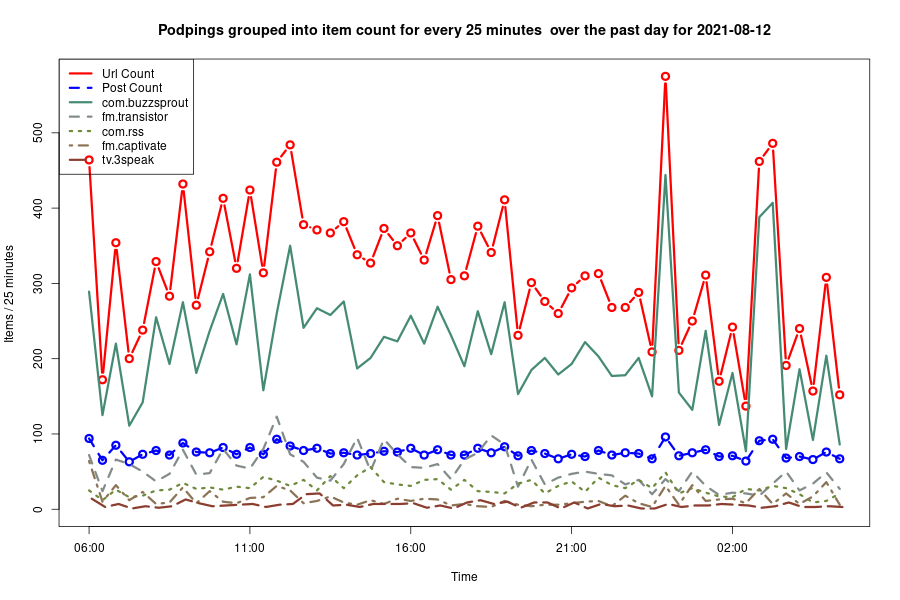 Podpings grouped into item count for every 25 minutes  over the past day for 2021-08-12
Url Count
Post Count
com.buzzsprout
fm.transistor
com.rss
fm.captivate
tv.3speak
Items / 25 minutes
500
400
300
200
100
0
06:00
11:00
16:00
21:00
02:00
Time